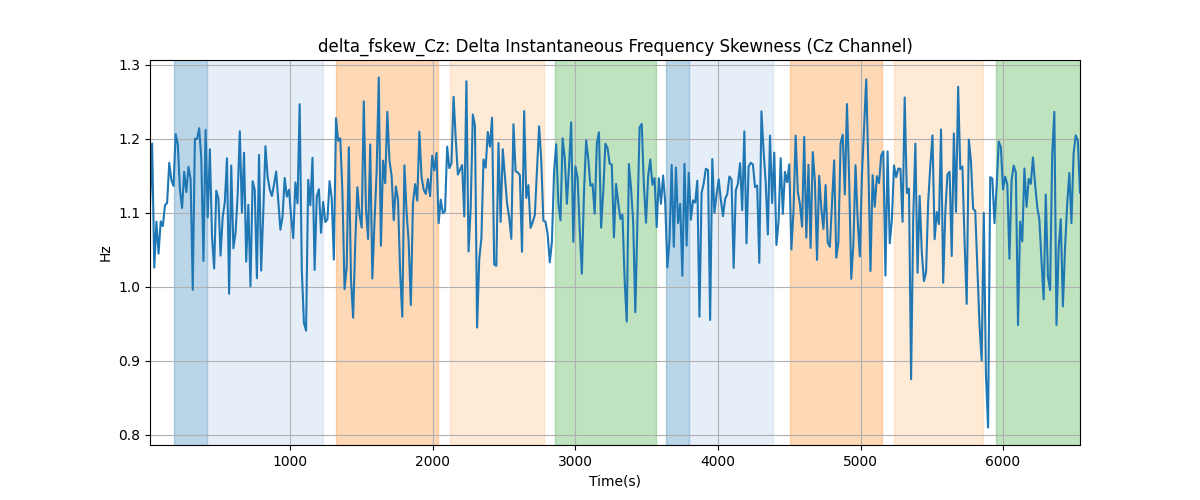 delta_fskew_Cz: Delta Instantaneous Frequency Skewness (Cz Channel)
1.3
1.2
1.1
1.0
0.9
0.8
Hz
1000 2000 3000 4000 5000 6000
Time(s)